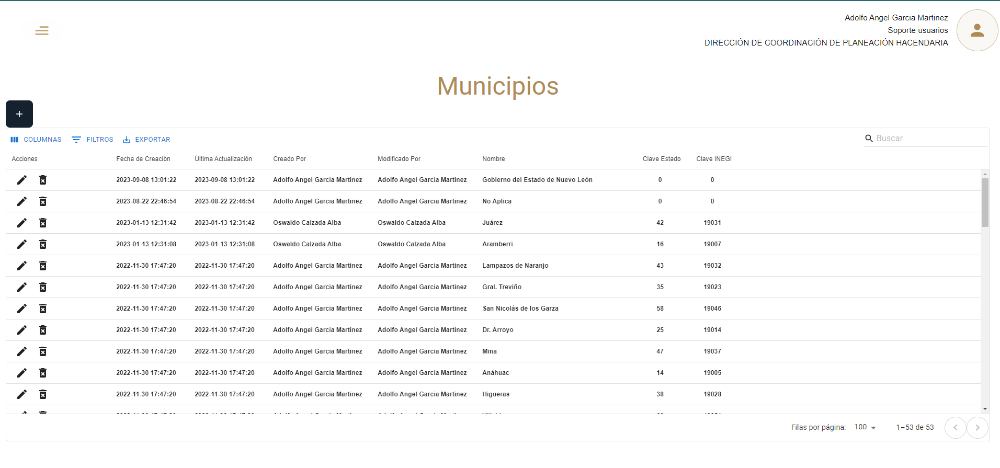 Adolfo Angel Garcia Martinez
Soporte usuarios
DIRECCIÓN DE COORDINACIÓN DE PLANEACIÓN HACENDARIA
Municipios
+
COLUMNAS FILTROS EXPORTAR Buscar
Acciones Fecha de Creación Última Actualización Creado Por Modificado Por Nombre Clave Estado Clave INEGI
2023-09-08 13:01:22 2023-09-08 13:01:22 Adolfo Angel Garcia Martinez Adolfo Angel Garcia Martinez Gobierno del Estado de Nuevo León 0 0
2023-08-22 22:46:54 2023-08-22 22:46:54 Adolfo Angel Garcia Martinez Adolfo Angel Garcia Martinez No Aplica 0 0
2023-01-13 12:31:42 2023-01-13 12:31:42 Oswaldo Calzada Alba Oswaldo Calzada Alba Juárez 42 19031
2023-01-13 12:31:08 2023-01-13 12:31:08 Oswaldo Calzada Alba Oswaldo Calzada Alba Aramberri 16 19007
2022-11-30 17:47:20 2022-11-30 17:47:20 Adolfo Angel Garcia Martinez Adolfo Angel Garcia Martinez Lampazos de Naranjo 43 19032
2022-11-30 17:47:20 2022-11-30 17:47:20 Adolfo Angel Garcia Martinez Adolfo Angel Garcia Martinez Gral. Treviño 35 19023
2022-11-30 17:47:20 2022-11-30 17:47:20 Adolfo Angel Garcia Martinez Adolfo Angel Garcia Martinez San Nicolás de los Garza 58 19046
2022-11-30 17:47:20 2022-11-30 17:47:20 Adolfo Angel Garcia Martinez Adolfo Angel Garcia Martinez Dr. Arroyo 25 19014
2022-11-30 17:47:20 2022-11-30 17:47:20 Adolfo Angel Garcia Martinez Adolfo Angel Garcia Martinez Mina 47 19037
2022-11-30 17:47:20 2022-11-30 17:47:20 Adolfo Angel Garcia Martinez Adolfo Angel Garcia Martinez Anáhuac 14 19005
2022-11-30 17:47:20 2022-11-30 17:47:20 Adolfo Angel Garcia Martinez Adolfo Angel Garcia Martinez Higueras 38 19028
Filas por página: 100 1–53 de 53